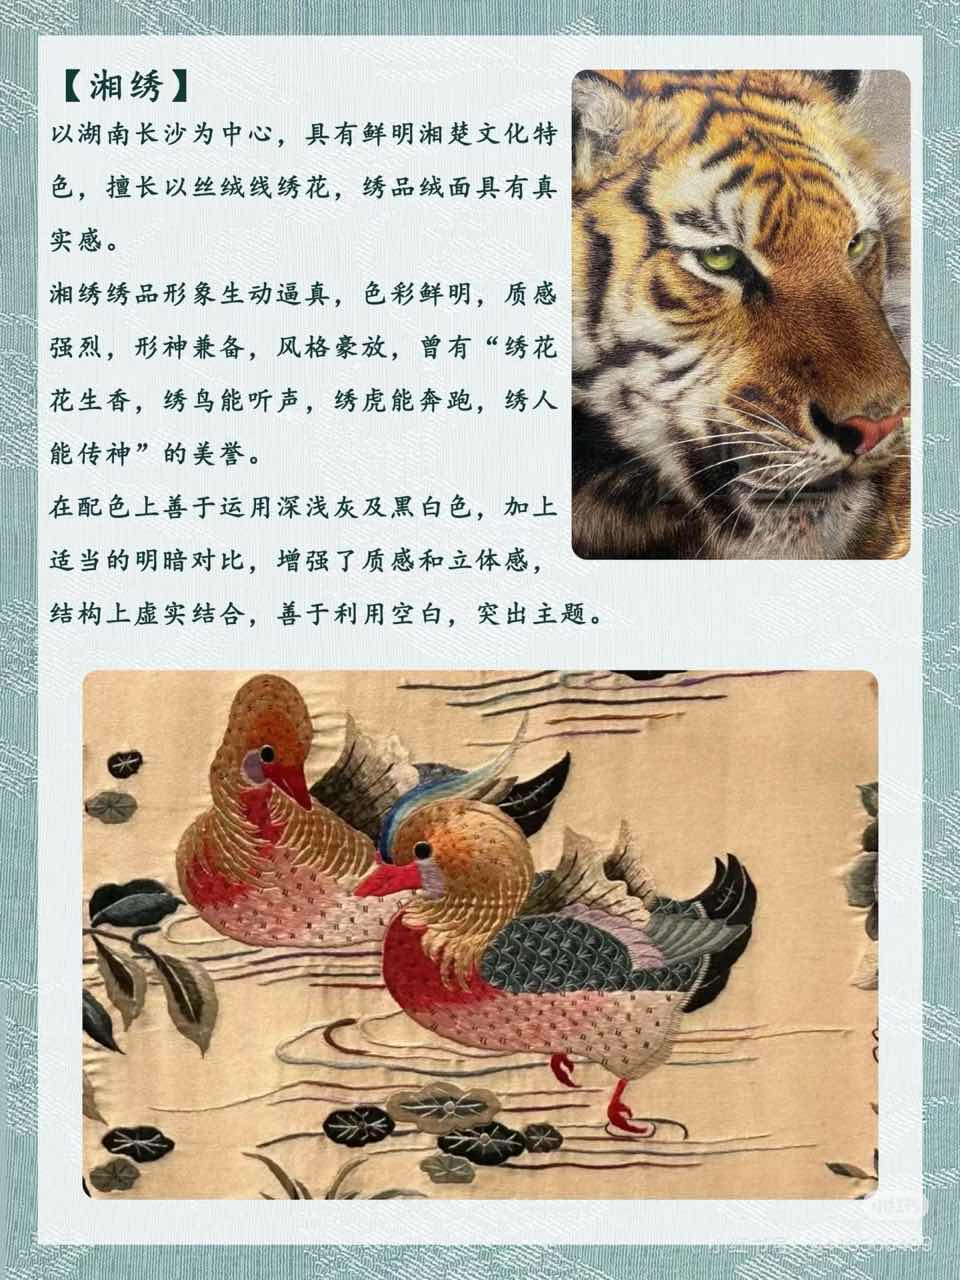 【湘绣】
以湖南长沙为中心，具有鲜明湘楚文化特
色，擅长以丝绒线绣花，绣品绒面具有真
实感。
湘绣绣品形象生动逼真，色彩鲜明，质感
强烈，形神兼备，风格豪放，曾有“绣花
花生香，绣鸟能听声，绣虎能奔跑，绣人
能传神”的美誉。
在配色上善于运用深浅灰及黑白色，加上
适当的明暗对比，增强了质感和立体感，
结构上虚实结合，善于利用空白，突出主题。
小红书